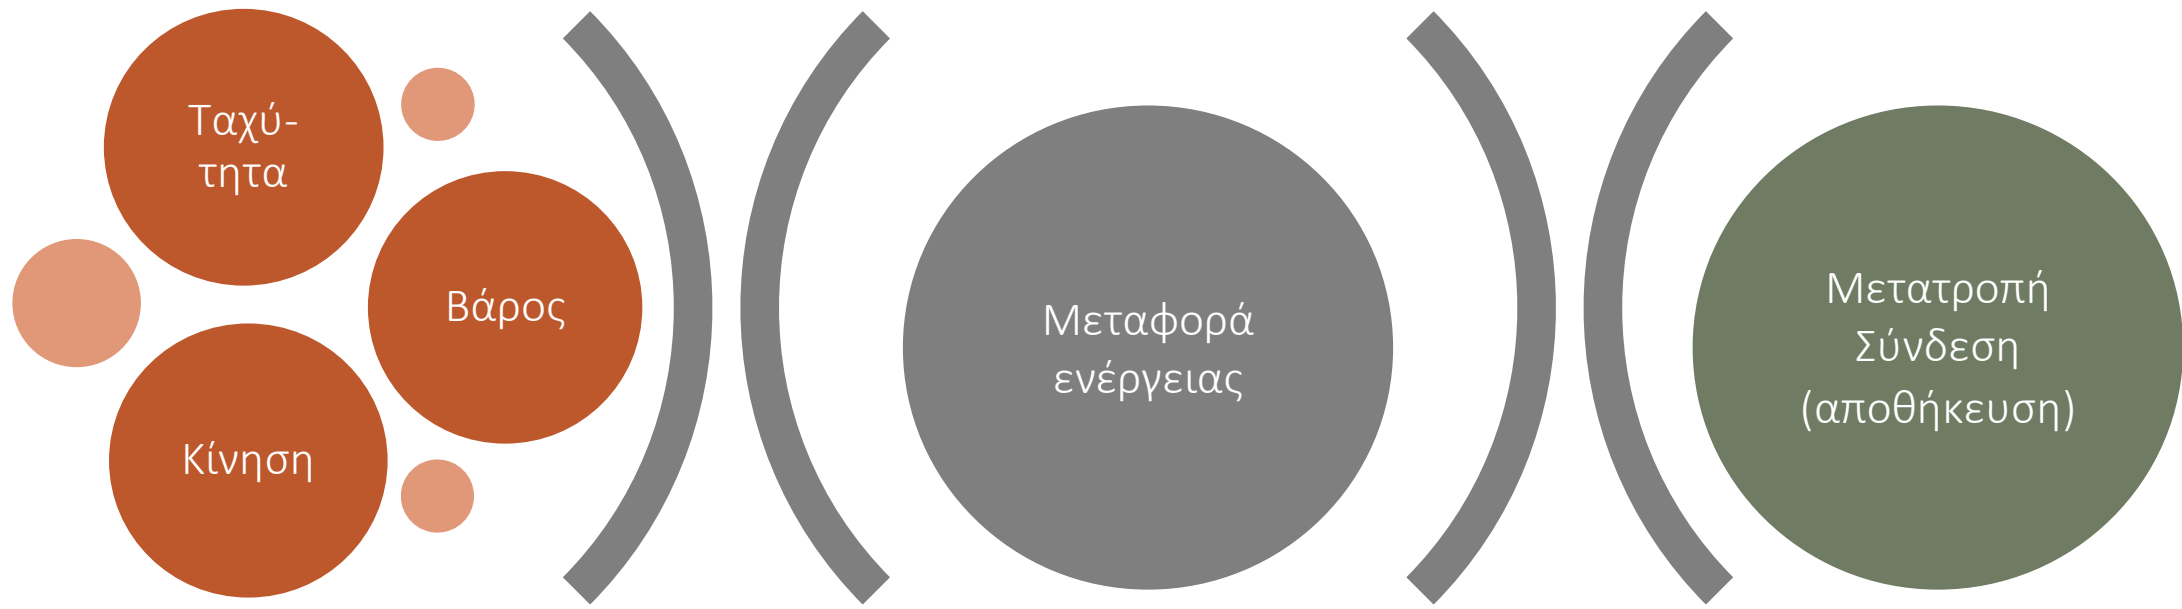 Ταχύ-
τητα
Βάρος
Κίνηση
Μεταφορά
ενέργειας
Μετατροπή
Σύνδεση
(αποθήκευση)